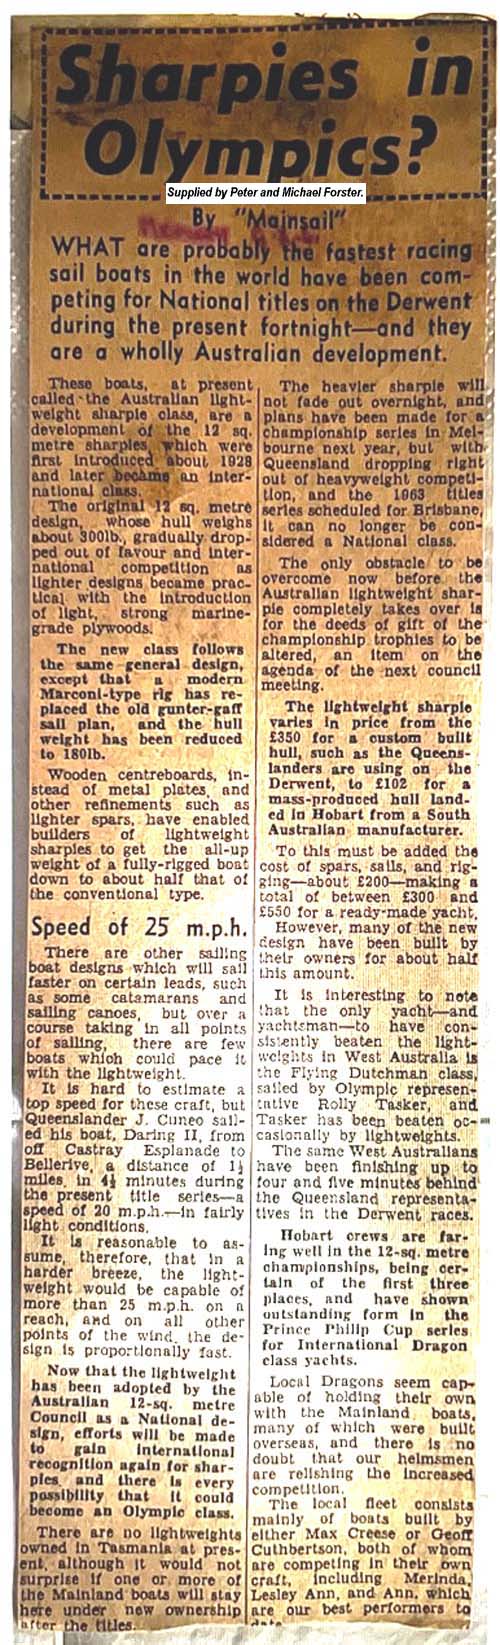 Sharpies in
Olympics?
Supplied by Peter and Michael Forster.
By "Mainsail"
WHAT are probably the fastest racing
sail boats in the world have been com-
peting for National titles on the Derwent
during the present fortnight—and they
are a wholly Australian development.
These boats, at present
called the Australian light-
weight sharpie class, are a
development of the 12 sq.
metre sharpies, which were
first introduced about 1928
and later became an inter-
national class.
The original 12 sq. metre
design, whose hull weighs
about 300lb., gradually drop-
ped out of favour and inter-
national competition as
lighter designs became prac-
tical with the introduction
of light, strong marine-
grade plywoods.
The new class follows
the same general design,
except that a modern
Marconi-type rig has re-
placed the old gunter-gaff
sail plan, and the hull
weight has been reduced
to 180lb.
Wooden centreboards, in-
stead of metal plates, and
other refinements such as
lighter spars, have enabled
builders of lightweight
sharpies to get the all-up
weight of a fully-rigged boat
down to about half that of
the conventional type.
Speed of 25 m.p.h.
There are other sailing
boat designs which will sail
faster on certain leads, such
as some catamarans and
sailing canoes, but over a
course taking in all points
of sailing, there are few
boats which could pace it
with the lightweight.
It is hard to estimate a
top speed for these craft, but
Queenslander J. Cuneo sail-
ed his boat, Daring II, from
off Castray Esplanade to
Bellerive, a distance of 1½
miles, in 4½ minutes during
the present title series—a
speed of 20 m.p.h.—in fairly
light conditions.
It is reasonable to as-
sume, therefore, that in a
harder breeze, the light-
weight would be capable of
more than 25 m.p.h. on a
reach, and on all other
points of the wind, the de-
sign is proportionally fast.
Now that the lightweight
has been adopted by the
Australian 12-sq. metre
Council as a National de-
sign, efforts will be made
to gain international
recognition again for shar-
pies, and there is every
possibility that it could
become an Olympic class.
There are no lightweights
owned in Tasmania at pres-
ent, although it would not
surprise if one or more of
the Mainland boats will stay
here under new ownership
after the titles.
The heavier sharpie will
not fade out overnight, and
plans have been made for a
championship series in Mel-
bourne next year, but with
Queensland dropping right
out of heavyweight competi-
tion, and the 1963 titles
series scheduled for Brisbane,
it can no longer be con-
sidered a National class.
The only obstacle to be
overcome now before the
Australian lightweight shar-
pie completely takes over is
for the deeds of gift of the
championship trophies to be
altered, an item on the
agenda of the next council
meeting.
The lightweight sharpie
varies in price from the
£350 for a custom built
hull, such as the Queens-
landers are using on the
Derwent, to £102 for a
mass-produced hull land-
ed in Hobart from a South
Australian manufacturer.
To this must be added the
cost of spars, sails, and rig-
ging—about £200—making a
total of between £300 and
£550 for a ready-made yacht.
However, many of the new
design have been built by
their owners for about half
this amount.
It is interesting to note
that the only yacht—and
yachtsman—to have con-
sistently beaten the light-
weights in West Australia is
the Flying Dutchman class,
sailed by Olympic represen-
tative Rolly Tasker, and
Tasker has been beaten oc-
casionally by lightweights.
The same West Australians
have been finishing up to
four and five minutes behind
the Queensland representa-
tives in the Derwent races.
Hobart crews are far-
ing well in the 12-sq. metre
championships, being cer-
tain of the first three
places, and have shown
outstanding form in the
Prince Philip Cup series
for International Dragon
class yachts.
Local Dragons seem cap-
able of holding their own
with the Mainland boats,
many of which were built
overseas, and there is no
doubt that our helmsmen
are relishing the increased
competition.
The local fleet consists
mainly of boats built by
either Max Creese or Geoff
Cuthbertson, both of whom
are competing in their own
craft, including Merinda,
Lesley Ann, and Ann, which
are our best performers to